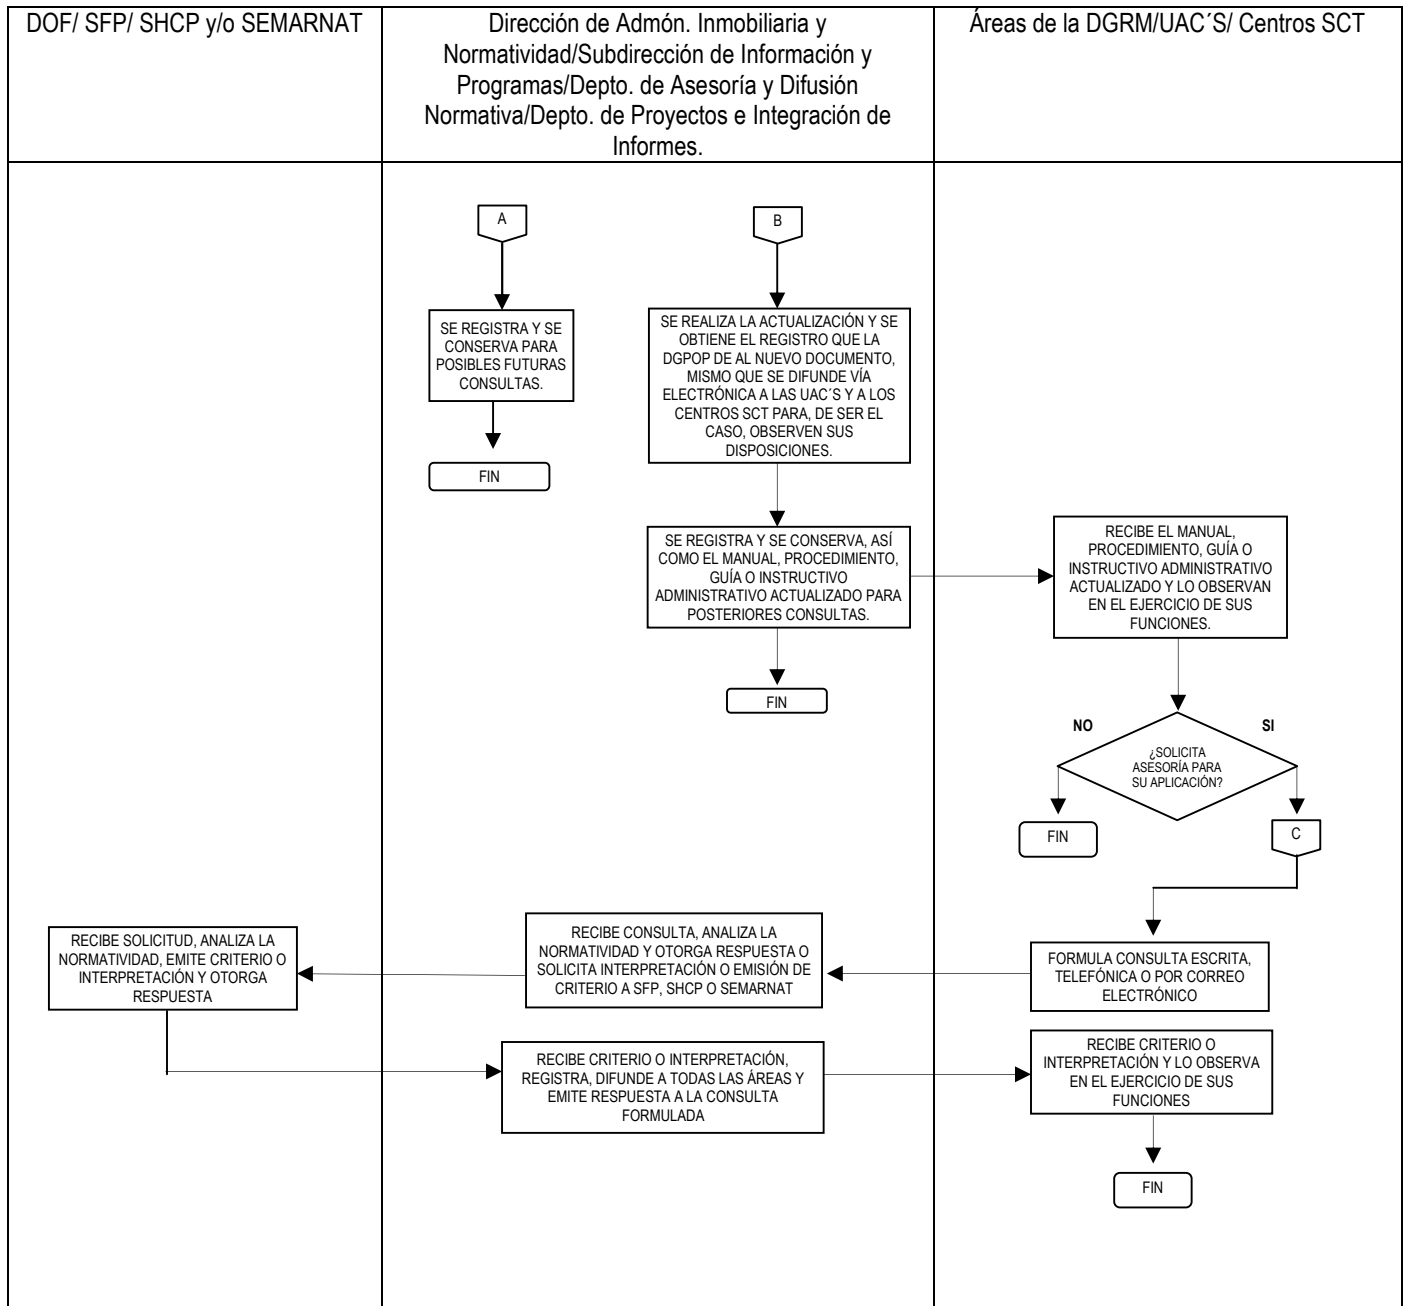 DOF/ SFP/ SHCP y/o SEMARNAT
Dirección de Admón. Inmobiliaria y
Normatividad/Subdirección de Información y
Programas/Depto. de Asesoría y Difusión
Normativa/Depto. de Proyectos e Integración de
Informes.
Áreas de la DGRM/UAC´S/ Centros SCT
A
SE REGISTRA Y SE
CONSERVA PARA
POSIBLES FUTURAS
CONSULTAS.
FIN
B
SE REALIZA LA ACTUALIZACIÓN Y SE
OBTIENE EL REGISTRO QUE LA
DGPOP DE AL NUEVO DOCUMENTO,
MISMO QUE SE DIFUNDE VÍA
ELECTRÓNICA A LAS UAC´S Y A LOS
CENTROS SCT PARA, DE SER EL
CASO, OBSERVEN SUS
DISPOSICIONES.
SE REGISTRA Y SE CONSERVA, ASÍ
COMO EL MANUAL, PROCEDIMIENTO,
GUÍA O INSTRUCTIVO
ADMINISTRATIVO ACTUALIZADO PARA
POSTERIORES CONSULTAS.
FIN
RECIBE EL MANUAL,
PROCEDIMIENTO, GUÍA O
INSTRUCTIVO ADMINISTRATIVO
ACTUALIZADO Y LO OBSERVAN
EN EL EJERCICIO DE SUS
FUNCIONES.
NO
SI
¿SOLICITA
ASESORÍA PARA
SU APLICACIÓN?
FIN
C
FORMULA CONSULTA ESCRITA,
TELEFÓNICA O POR CORREO
ELECTRÓNICO
RECIBE CONSULTA, ANALIZA LA
NORMATIVIDAD Y OTORGA RESPUESTA O
SOLICITA INTERPRETACIÓN O EMISIÓN DE
CRITERIO A SFP, SHCP O SEMARNAT
RECIBE SOLICITUD, ANALIZA LA
NORMATIVIDAD, EMITE CRITERIO O
INTERPRETACIÓN Y OTORGA
RESPUESTA
RECIBE CRITERIO O INTERPRETACIÓN,
REGISTRA, DIFUNDE A TODAS LAS ÁREAS Y
EMITE RESPUESTA A LA CONSULTA
FORMULADA
RECIBE CRITERIO O
INTERPRETACIÓN Y LO OBSERVA
EN EL EJERCICIO DE SUS
FUNCIONES
FIN